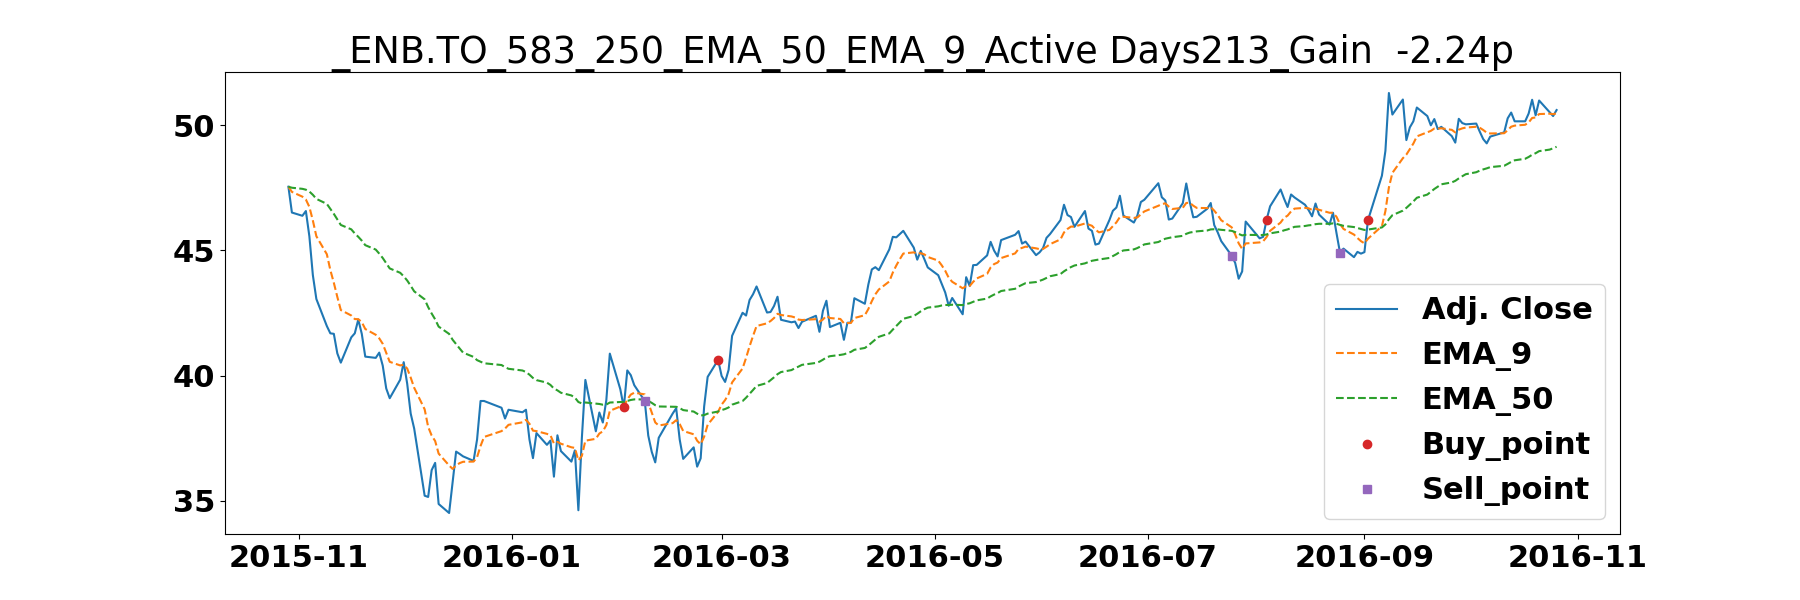 _ENB.TO_583_250_EMA_50_EMA_9_Active Days213_Gain  -2.24p
50
45
40
35
Adj. Close
EMA_9
EMA_50
Buy_point
Sell_point
2015-11 2016-01 2016-03 2016-05 2016-07 2016-09 2016-11